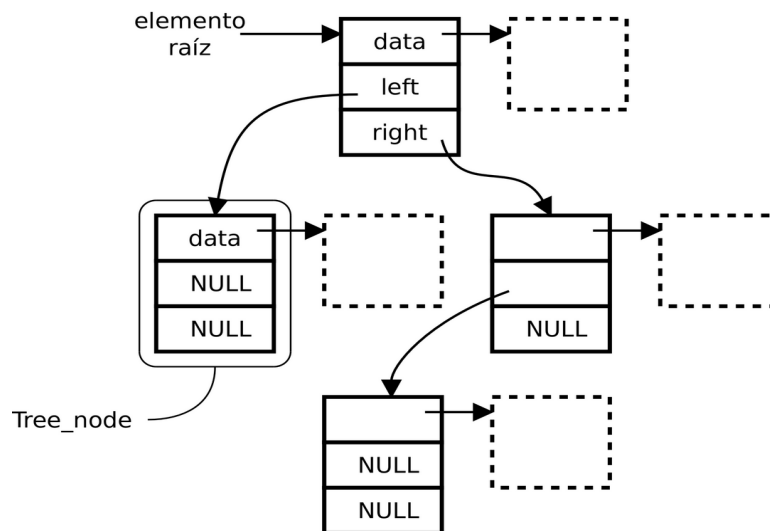 elemento
raíz
data
left
right
data
NULL
NULL
NULL
Tree_node
NULL
NULL